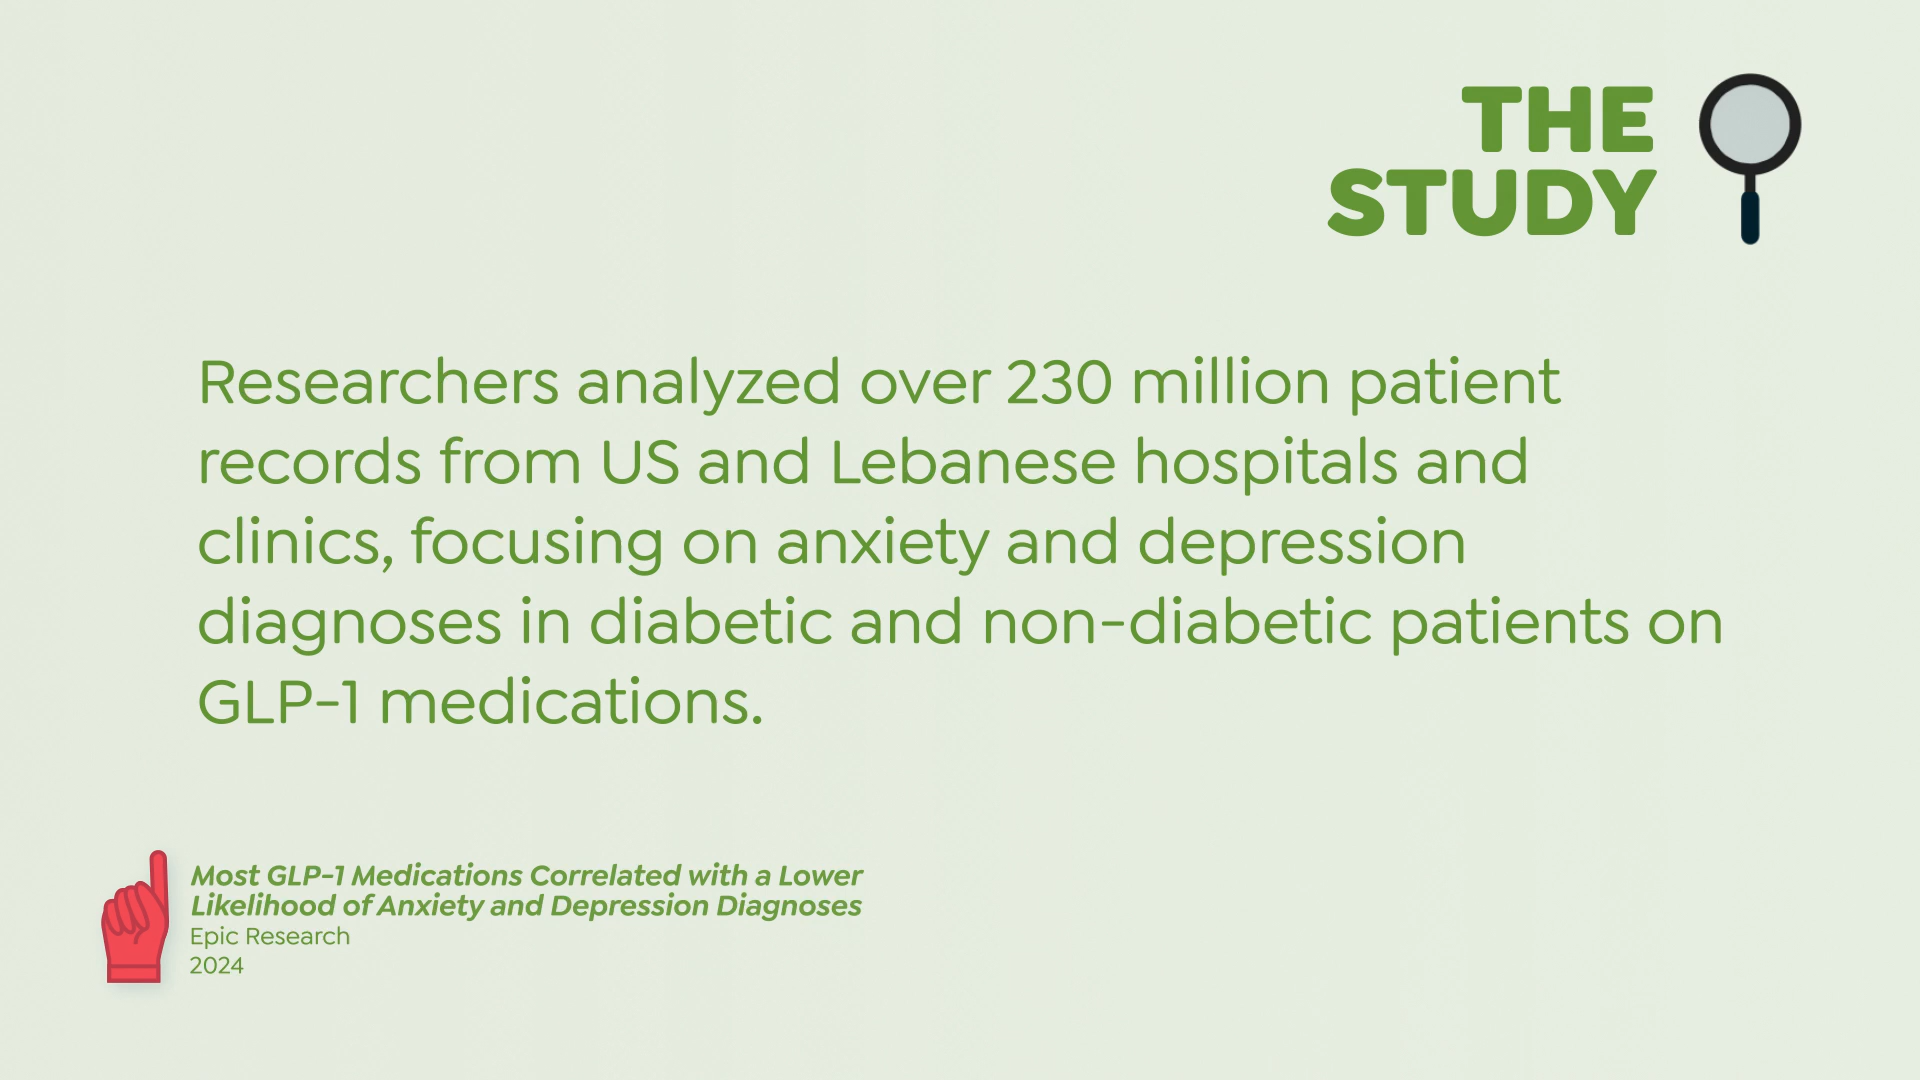 THE
STUDY
Researchers analyzed over 230 million patient
records from US and Lebanese hospitals and
clinics, focusing on anxiety and depression
diagnoses in diabetic and non-diabetic patients on
GLP-1 medications.
Most GLP-1 Medications Correlated with a Lower
Likelihood of Anxiety and Depression Diagnoses
Epic Research
2024